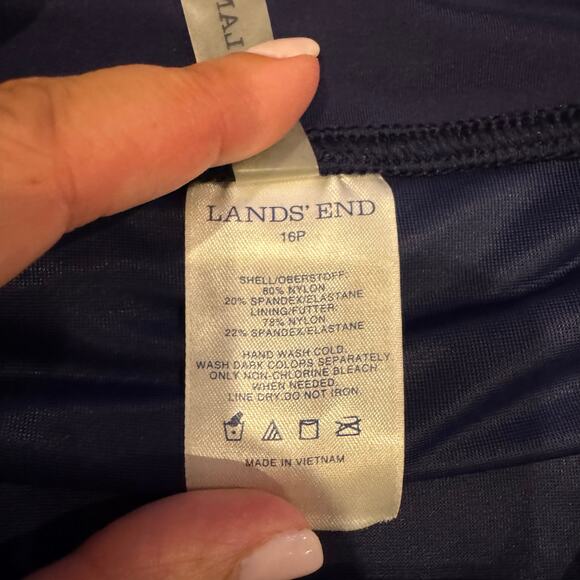 LANDS' END
16P
SHELL/OBERSTOFF:
80% NYLON
20% SPANDEX/ELASTANE
LINING/FUTTER:
78% NYLON
22% SPANDEX/ELASTANE
HAND WASH COLD.
WASH DARK COLORS SEPARATELY
ONLY NON-CHLORINE BLEACH
WHEN NEEDED.
LINE DRY.DO NOT IRON
MADE IN VIETNAM